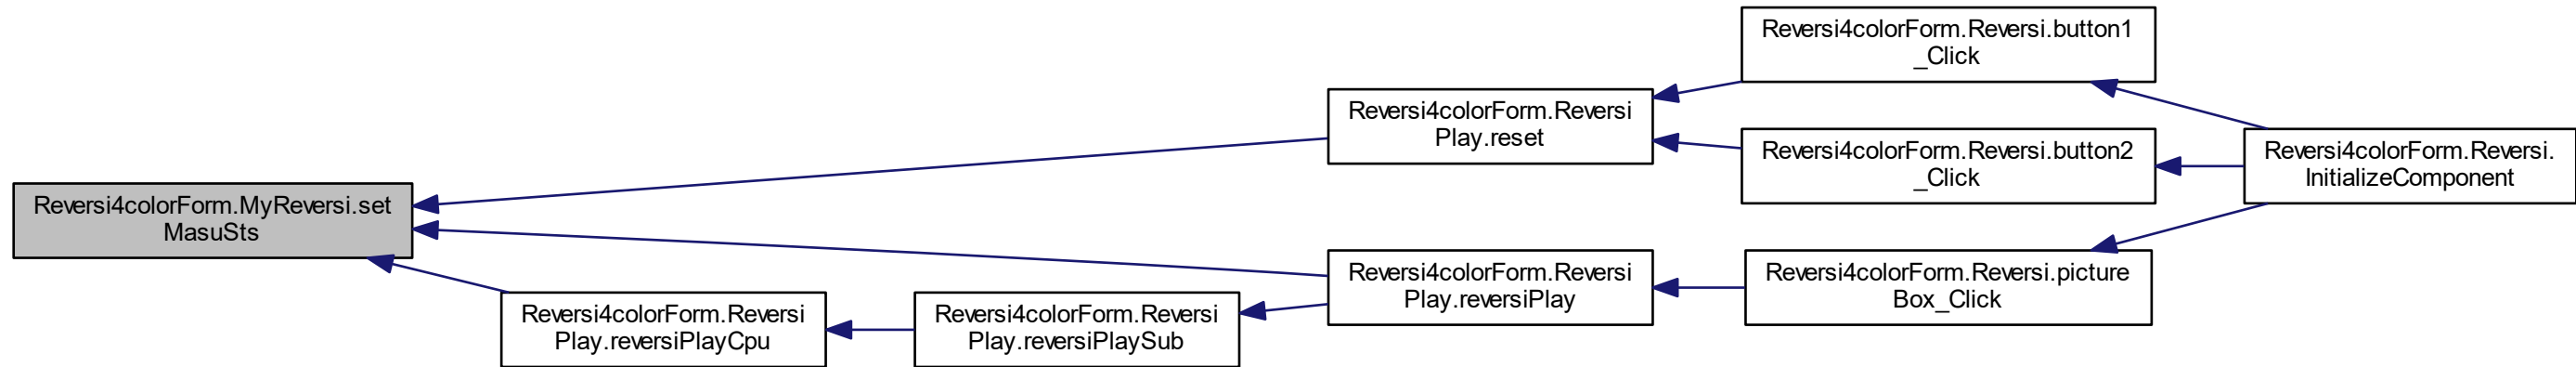 Reversi4colorForm.MyReversi.set
MasuSts
Reversi4colorForm.Reversi
Play.reset
Reversi4colorForm.Reversi.button1
_Click
Reversi4colorForm.Reversi.button2
_Click
Reversi4colorForm.Reversi.
InitializeComponent
Reversi4colorForm.Reversi
Play.reversiPlay
Reversi4colorForm.Reversi.picture
Box_Click
Reversi4colorForm.Reversi
Play.reversiPlayCpu
Reversi4colorForm.Reversi
Play.reversiPlaySub